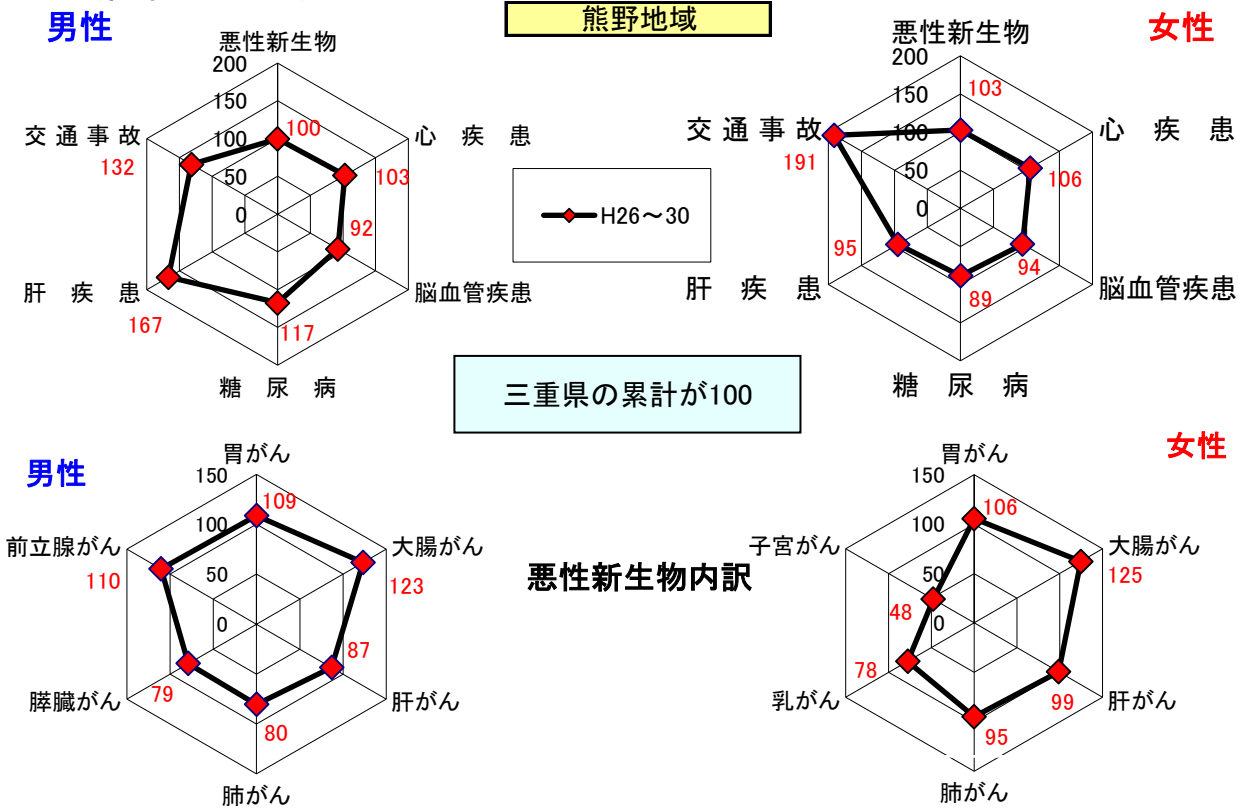 熊野地域
男性
悪性新生物
200
150
100
50
0
100
心 疾 患
103
92
脳血管疾患
117
糖 尿 病
肝 疾 患
167
交通事故
132
H26～30
女性
悪性新生物
200
150
100
50
0
103
心 疾 患
106
94
脳血管疾患
89
糖 尿 病
肝 疾 患
95
交通事故
191
三重県の累計が100
男性
胃がん
150
100
50
0
109
大腸がん
123
87
肝がん
80
肺がん
膵臓がん
79
前立腺がん
110
悪性新生物内訳
女性
胃がん
150
100
50
0
106
大腸がん
125
99
肝がん
95
肺がん
乳がん
78
子宮がん
48